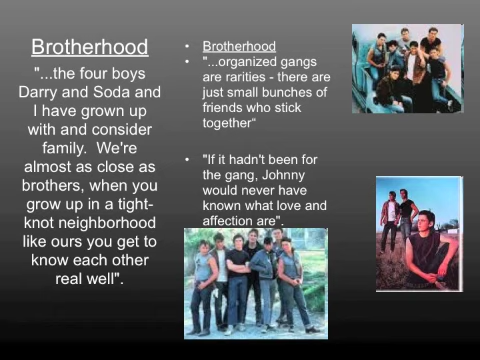 Brotherhood
"...the four boys
Darry and Soda and
I have grown up
with and consider
family.  We're
almost as close as
brothers, when you
grow up in a tight-
knot neighborhood
like ours you get to
know each other
real well".
• Brotherhood
• "...organized gangs
are rarities - there are
just small bunches of
friends who stick
together“
• "If it hadn't been for
the gang, Johnny
would never have
known what love and
affection are".